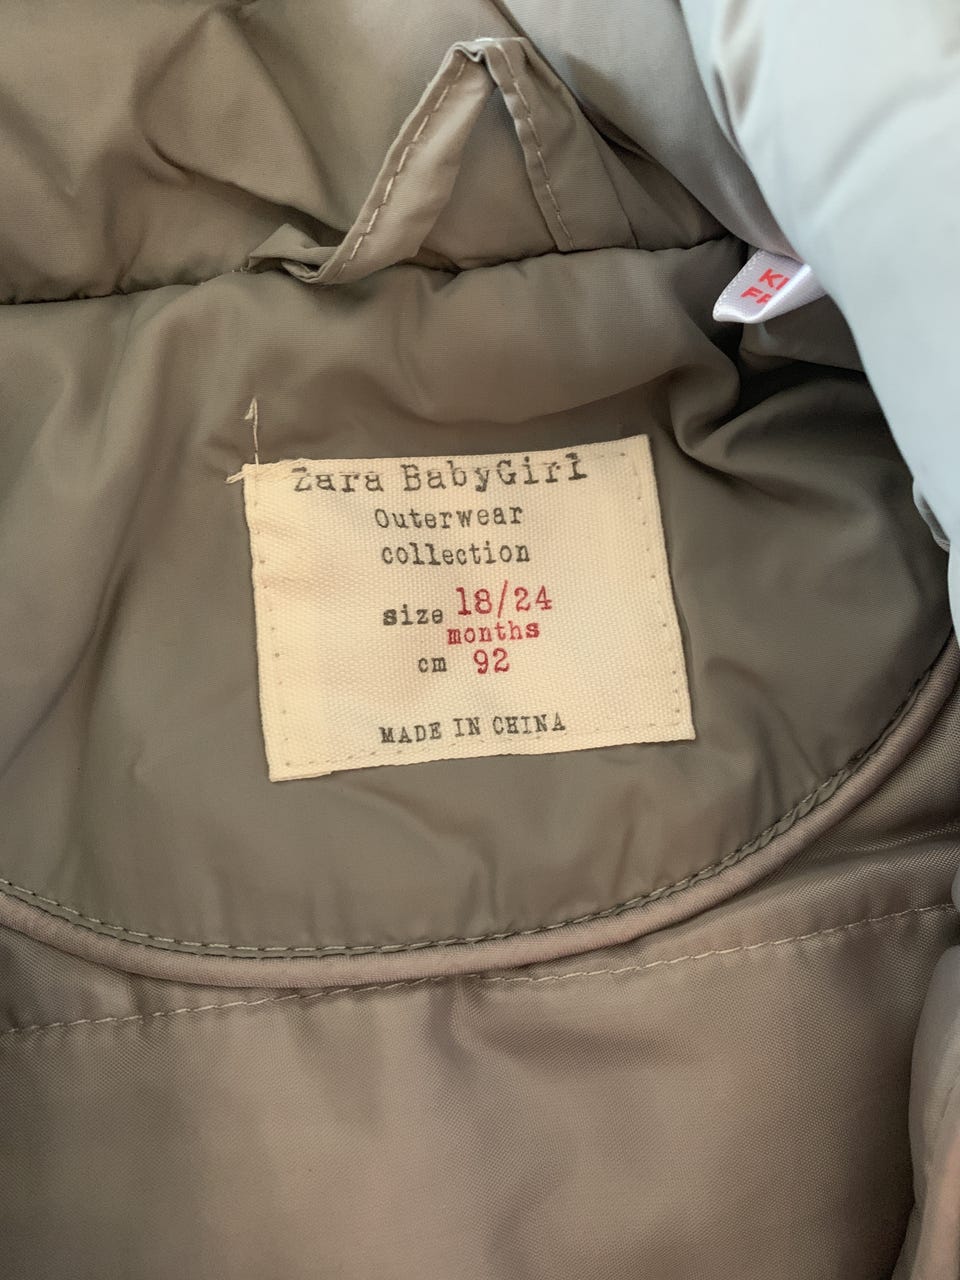 Zara BabyGirl
Outerwear
collection
size 18/24
months
cm 92
MADE IN CHINA